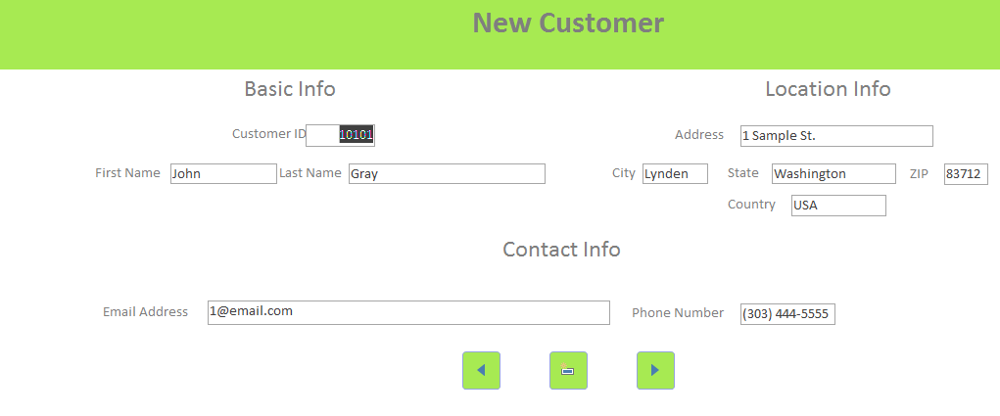 New Customer
Basic Info
Location Info
Customer ID 10101
Address 1 Sample St.
First Name John Last Name Gray
City Lynden State Washington ZIP 83712
Country USA
Contact Info
Email Address 1@email.com
Phone Number (303) 444-5555